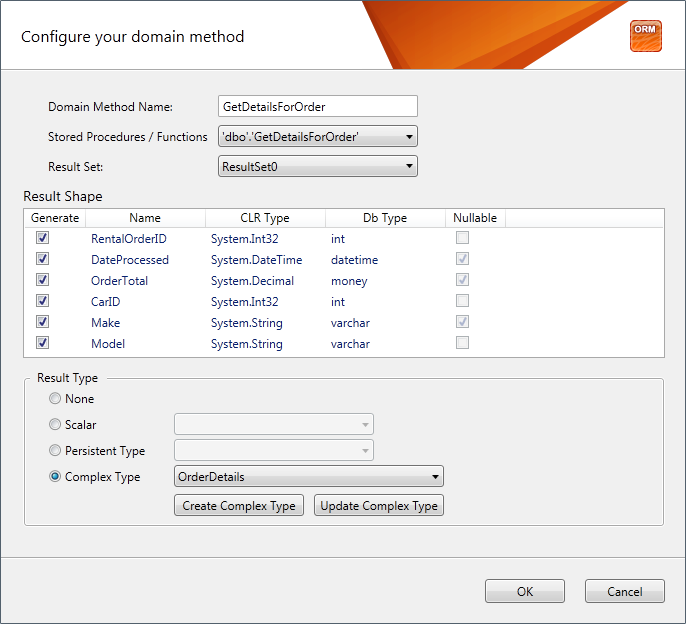 Configure your domain method
ORM
Domain Method Name: GetDetailsForOrder
Stored Procedures / Functions 'dbo'.'GetDetailsForOrder'
Result Set: ResultSet0
Result Shape
Generate Name CLR Type Db Type Nullable
RentalOrderID System.Int32 int
DateProcessed System.DateTime datetime
OrderTotal System.Decimal money
CarID System.Int32 int
Make System.String varchar
Model System.String varchar
Result Type
None
Scalar
Persistent Type
Complex Type OrderDetails
Create Complex Type Update Complex Type
OK Cancel